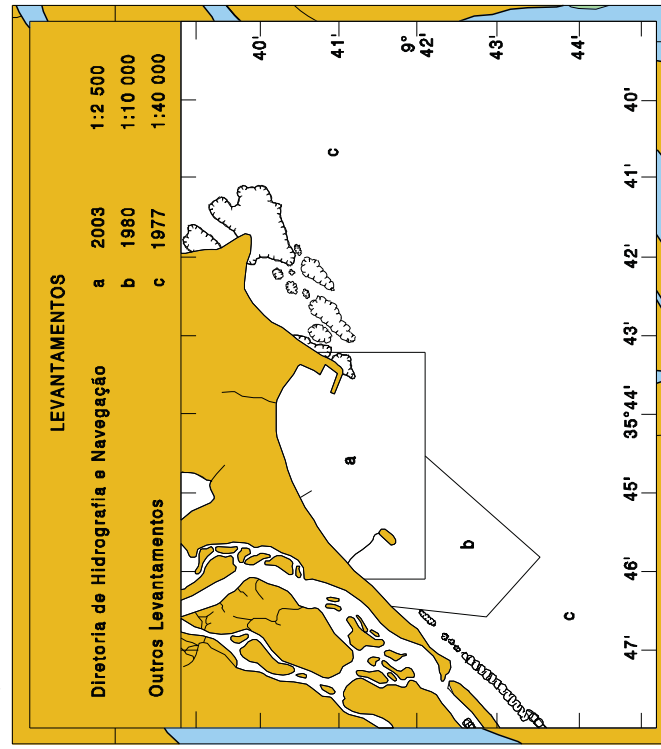 LEVANTAMENTOS
Diretoria de Hidrografia e Navegação a 2003 1:2 500
b 1980 1:10 000
Outros Levantamentos c 1977 1:40 000
40'
41'
9°
42'
43'
44'
47'
46'
45'
35°44'
43'
42'
41'
40'
a
b
c
c